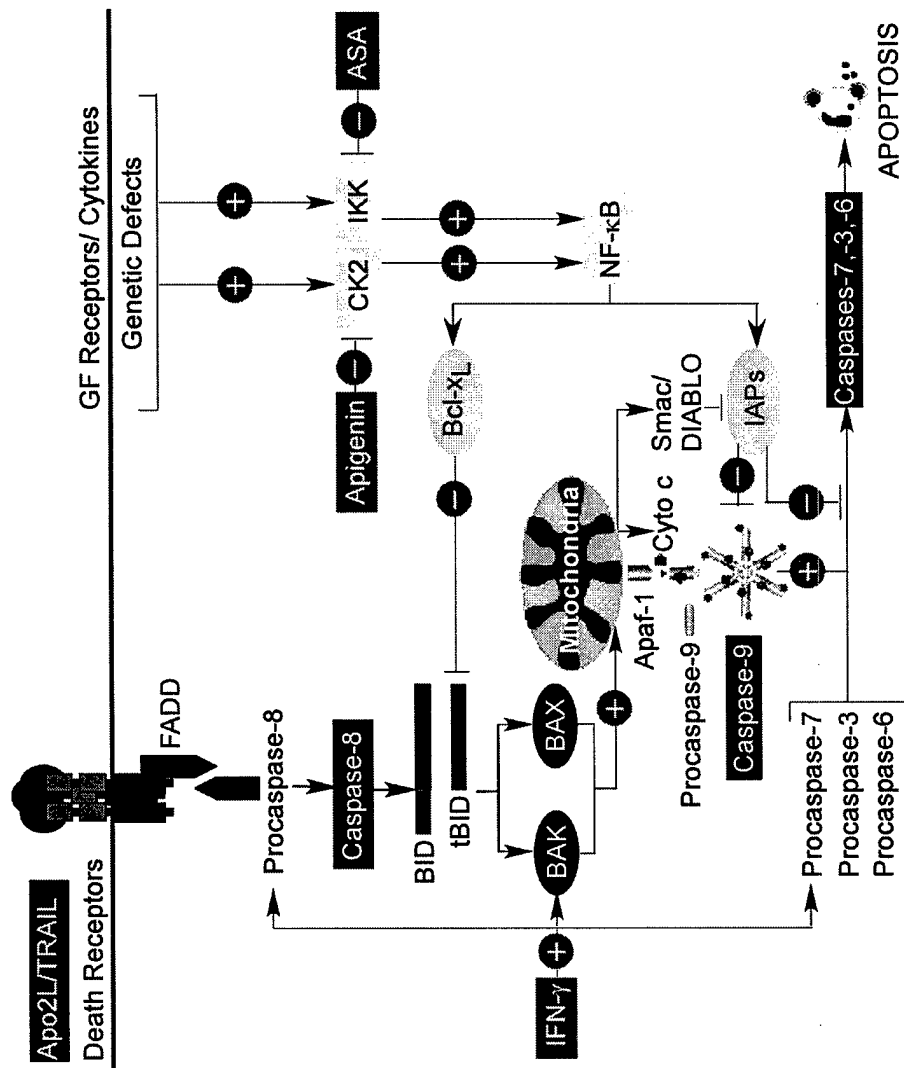 Apo2L/TRAIL
Death Receptors
FADD
GF Receptors/ Cytokines
Genetic Defects
Procaspase-8
Caspase-8
BID
tBID
BAK
BAX
IFN-γ
+
+
+
+
+
+
+
Apigenin
−
CK2
IKK
−
ASA
NF-κB
Bcl-xL
−
Mitochondria
Apaf-1
Cyto c
Smac/
DIABLO
IAPs
−
−
Procaspase-9
Caspase-9
Procaspase-7
Procaspase-3
Procaspase-6
Caspases-7,-3,-6
APOPTOSIS